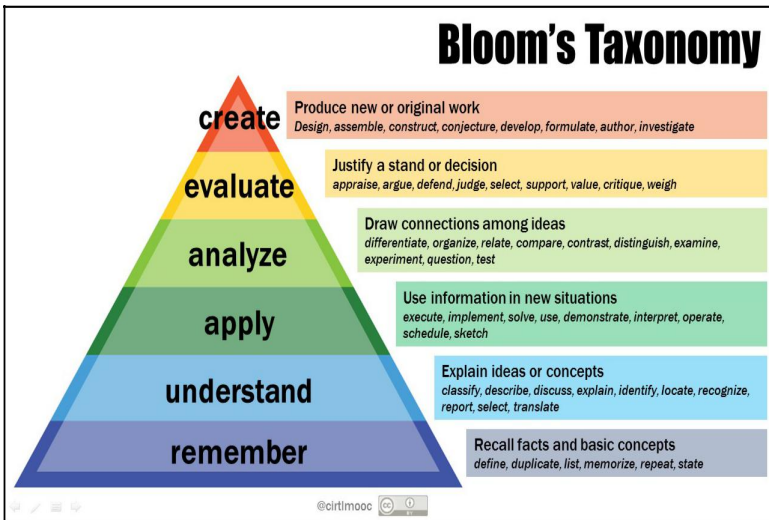 Bloom's Taxonomy
create
Produce new or original work
Design, assemble, construct, conjecture, develop, formulate, author, investigate
evaluate
Justify a stand or decision
appraise, argue, defend, judge, select, support, value, critique, weigh
analyze
Draw connections among ideas
differentiate, organize, relate, compare, contrast, distinguish, examine,
experiment, question, test
apply
Use information in new situations
execute, implement, solve, use, demonstrate, interpret, operate,
schedule, sketch
understand
Explain ideas or concepts
classify, describe, discuss, explain, identify, locate, recognize,
report, select, translate
remember
Recall facts and basic concepts
define, duplicate, list, memorize, repeat, state
@cirtlmooc
cc
BY